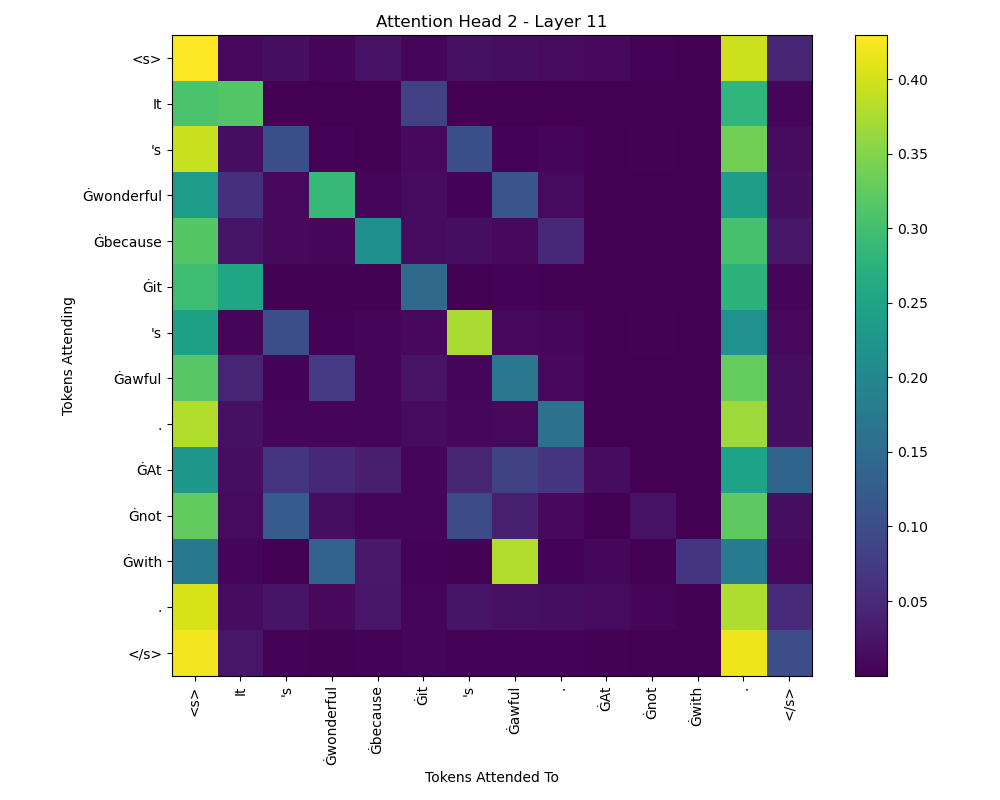 Attention Head 2 - Layer 11
Tokens Attending
<s>
It
's
Ġwonderful
Ġbecause
Ġit
's
Ġawful
.
ĠAt
Ġnot
Ġwith
.
</s>
<s>
It
's
Ġwonderful
Ġbecause
Ġit
's
Ġawful
.
ĠAt
Ġnot
Ġwith
.
</s>
Tokens Attended To
0.40
0.35
0.30
0.25
0.20
0.15
0.10
0.05